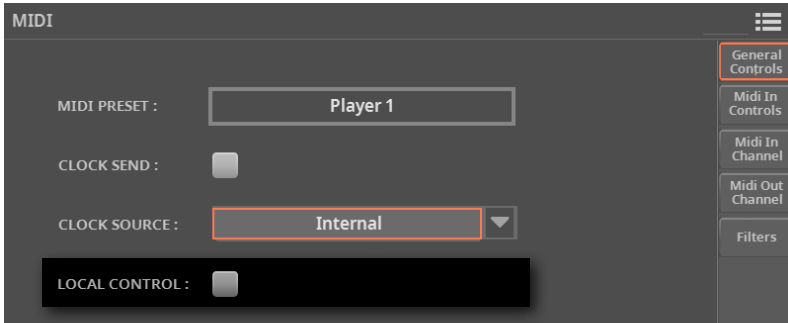 MIDI
MIDI PRESET : Player 1
CLOCK SEND :
CLOCK SOURCE : Internal
LOCAL CONTROL :
General
Controls
Midi In
Controls
Midi In
Channel
Midi Out
Channel
Filters